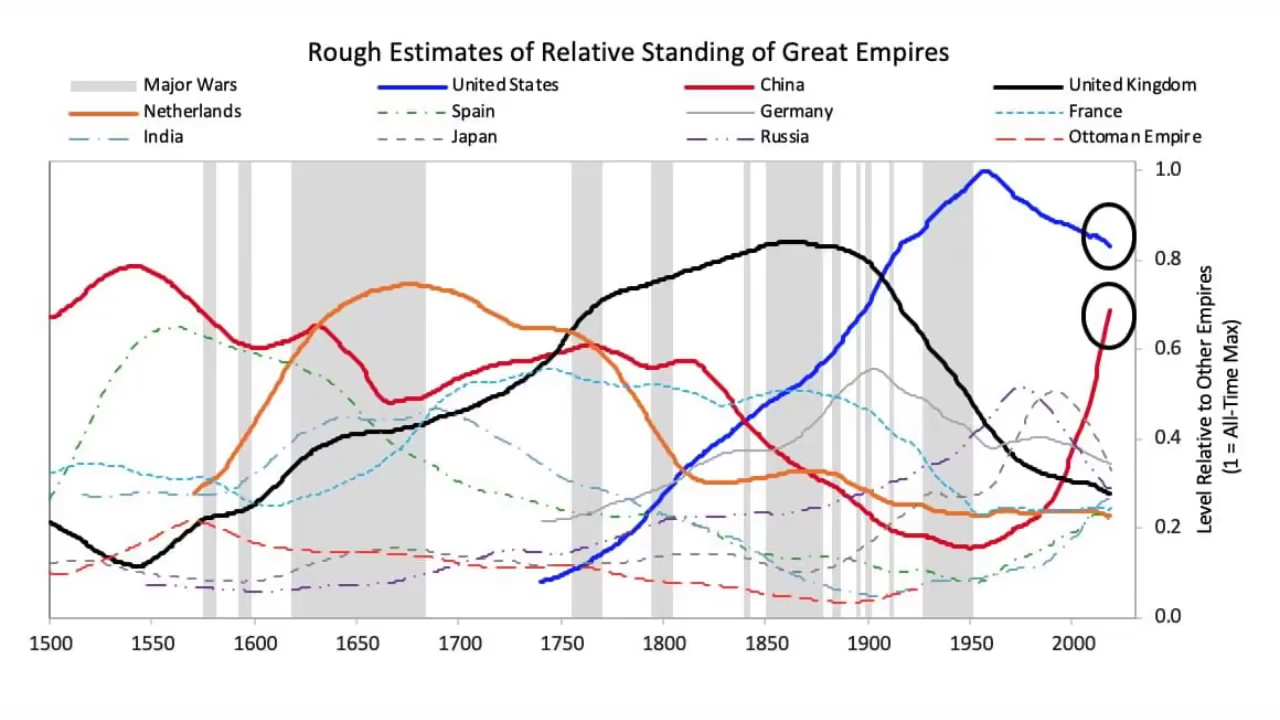 Rough Estimates of Relative Standing of Great Empires
Major Wars United States China United Kingdom
Netherlands Spain Germany France
India Japan Russia Ottoman Empire
1.0
0.8
0.6
0.4
0.2
0.0
Level Relative to Other Empires
(1 = All-Time Max)
1500 1550 1600 1650 1700 1750 1800 1850 1900 1950 2000